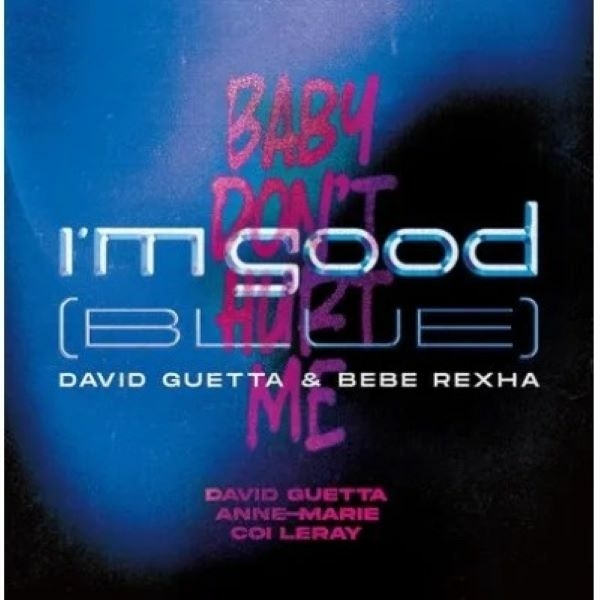 BABY
DON'T
I'm good
HURT
(BLUE)
DAVID GUETTA & BEBE REXHA
ME
DAVID GUETTA
ANNE-MARIE
COI LERAY